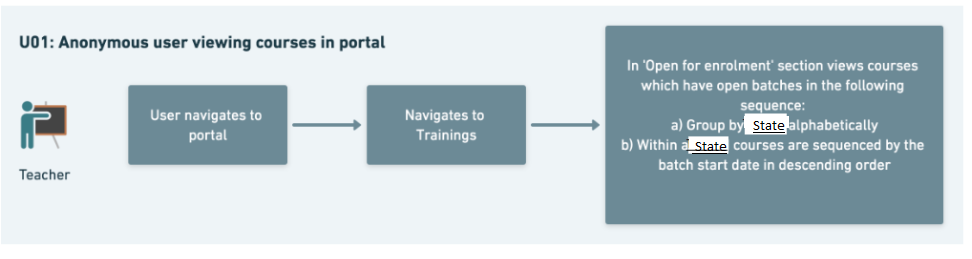 U01: Anonymous user viewing courses in portal
Teacher
User navigates to
portal
Navigates to
Trainings
In 'Open for enrolment' section views courses
which have open batches in the following
sequence:
a) Group by State alphabetically
b) Within a State courses are sequenced by the
batch start date in descending order